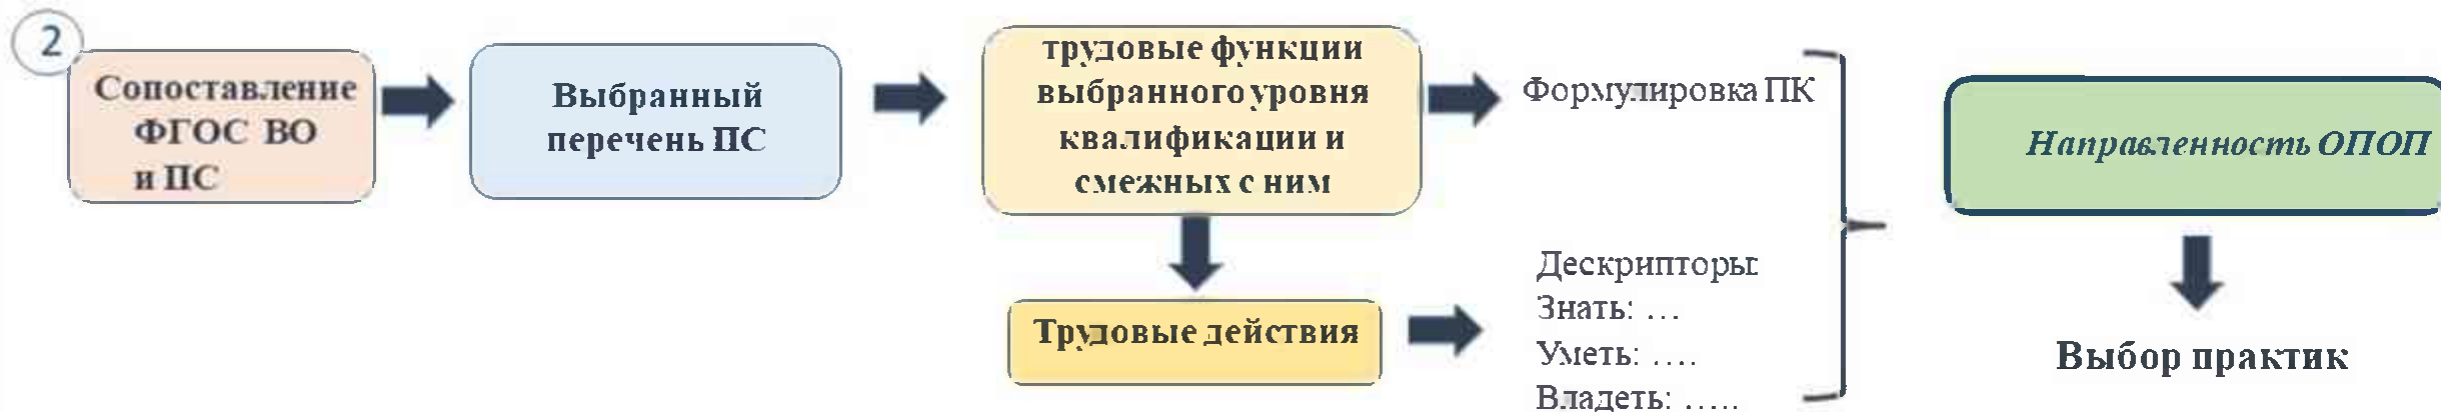 2
Сопоставление
ФГОС ВО
и ПС
Выбранный
перечень ПС
трудовые функции
выбранного уровня
квалификации и
смежных с ним
Формулировка ПК
Трудовые действия
Дескрипторы:
Знать: ...
Уметь: ....
Владеть: .....
Направленность ОПОП
Выбор практик